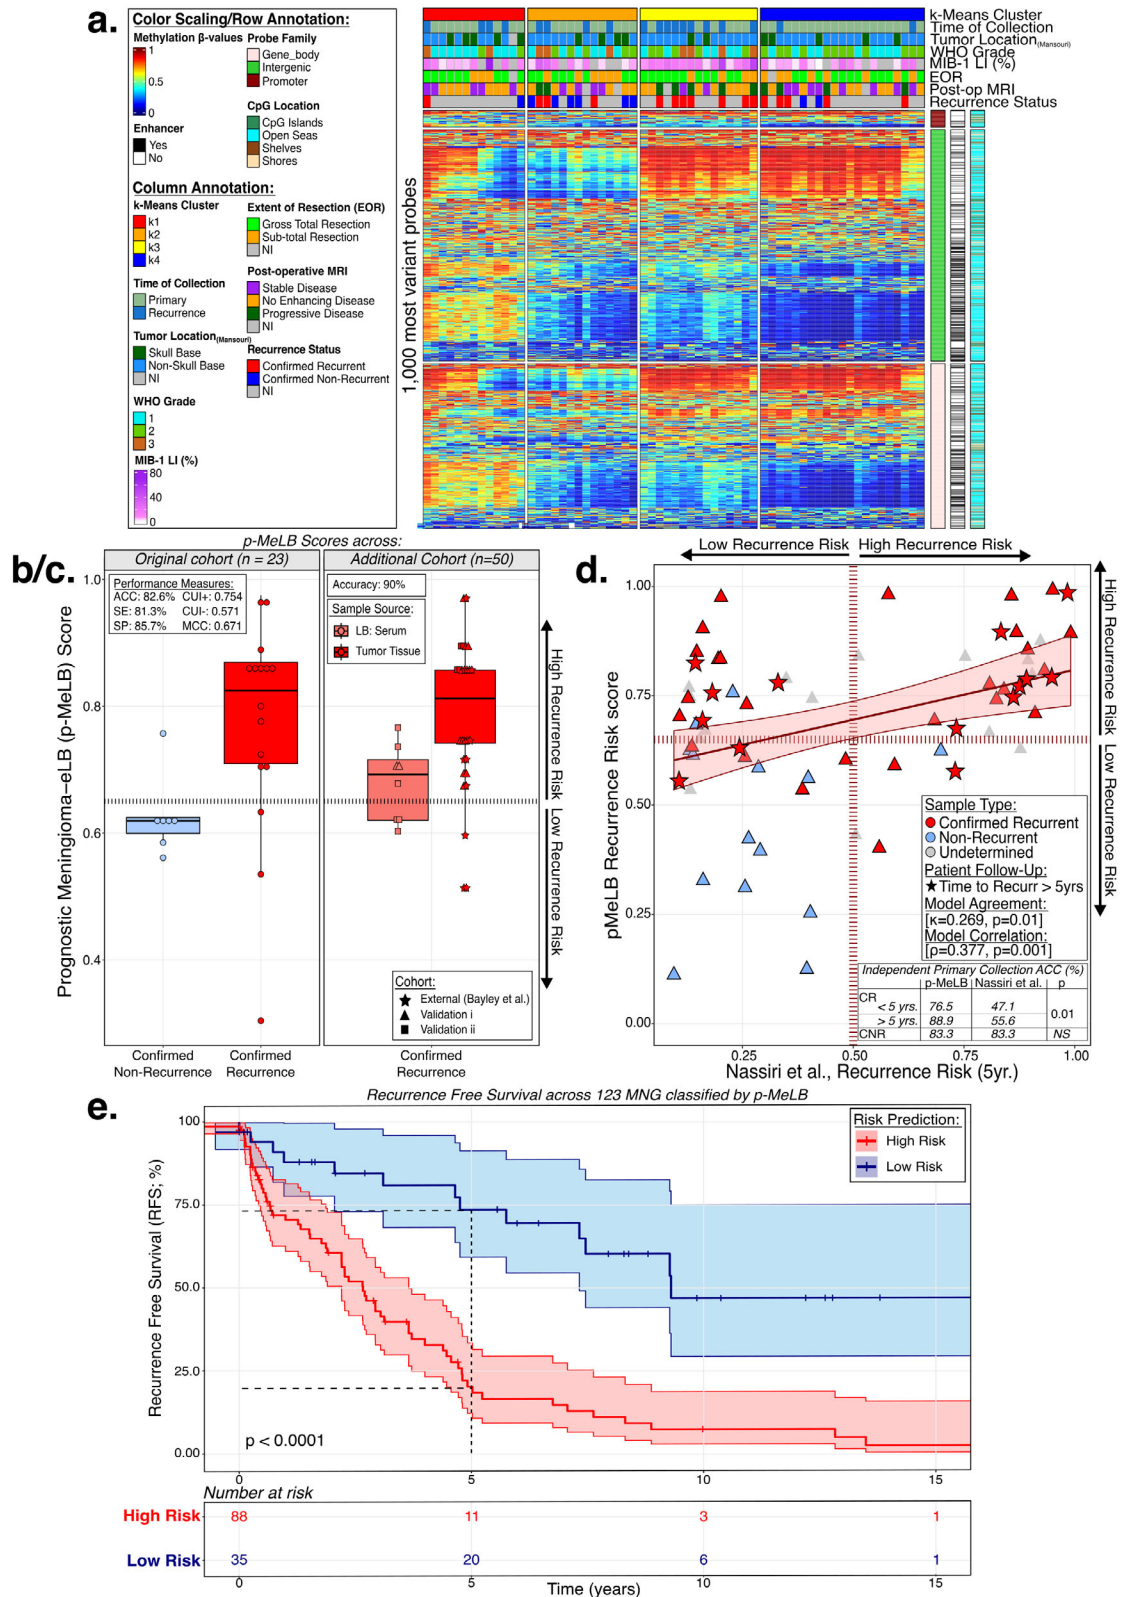 a.
Color Scaling/Row Annotation:
Methylation β-values
1
0.5
0
Probe Family
Gene_body
Intergenic
Promoter
CpG Location
CpG Islands
Open Seas
Shelves
Shores
Enhancer
Yes
No
Column Annotation:
k-Means Cluster
k1
k2
k3
k4
Extent of Resection (EOR)
Gross Total Resection
Sub-total Resection
NI
Time of Collection
Primary
Recurrence
Post-operative MRI
Stable Disease
No Enhancing Disease
Progressive Disease
NI
Tumor Location(Mansouri)
Skull Base
Non-Skull Base
NI
Recurrence Status
Confirmed Recurrent
Confirmed Non-Recurrent
NI
WHO Grade
1
2
3
MIB-1 LI (%)
80
40
0
1,000 most variant probes
k-Means Cluster
Time of Collection
Tumor Location(Mansouri)
WHO Grade
MIB-1 LI (%)
EOR
Post-op MRI
Recurrence Status
b/c.
p-MeLB Scores across:
Original cohort (n = 23)
Additional Cohort (n=50)
Performance Measures:
ACC: 82.6% CUI+: 0.754
SE: 81.3% CUI-: 0.571
SP: 85.7% MCC: 0.671
Accuracy: 90%
Sample Source:
LB: Serum
Tumor Tissue
Prognostic Meningioma-eLB (p-MeLB) Score
1.0
0.8
0.6
0.4
High Recurrence Risk
Low Recurrence Risk
Cohort:
External (Bayley et al.)
Validation i
Validation ii
Confirmed Non-Recurrence
Confirmed Recurrence
Confirmed Recurrence
d.
Low Recurrence Risk
High Recurrence Risk
pMeLB Recurrence Risk score
1.00
0.75
0.50
0.25
0.00
High Recurrence Risk
Low Recurrence Risk
Sample Type:
Confirmed Recurrent
Non-Recurrent
Undetermined
Patient Follow-Up:
Time to Recurr > 5yrs
Model Agreement:
[κ=0.269, p=0.01]
Model Correlation:
[ρ=0.377, p=0.001]
Independent Primary Collection ACC (%)
p-MeLB Nassiri et al. p
CR
< 5 yrs. 76.5 47.1
0.01
> 5 yrs. 88.9 55.6
CNR 83.3 83.3 NS
0.25 0.50 0.75 1.00
Nassiri et al., Recurrence Risk (5yr.)
e.
Recurrence Free Survival across 123 MNG classified by p-MeLB
Recurrence Free Survival (RFS; %)
100
75.0
50.0
25.0
0.00
Risk Prediction:
High Risk
Low Risk
p < 0.0001
0 5 10 15
Number at risk
High Risk 88 11 3 1
Low Risk 35 20 6 1
0 5 10 15
Time (years)